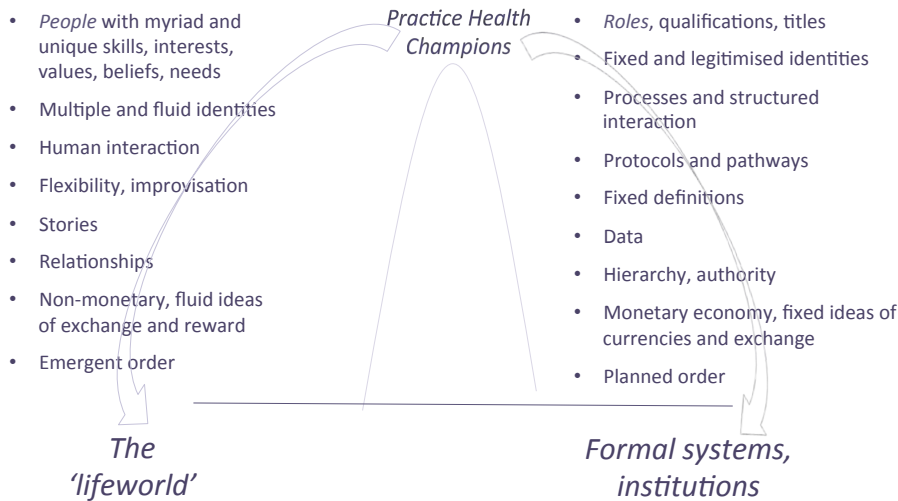 Practice Health
Champions
• People with myriad and
unique skills, interests,
values, beliefs, needs
• Multiple and fluid identities
• Human interaction
• Flexibility, improvisation
• Stories
• Relationships
• Non-monetary, fluid ideas
of exchange and reward
• Emergent order
The
‘lifeworld’
• Roles, qualifications, titles
• Fixed and legitimised identities
• Processes and structured
interaction
• Protocols and pathways
• Fixed definitions
• Data
• Hierarchy, authority
• Monetary economy, fixed ideas of
currencies and exchange
• Planned order
Formal systems,
institutions